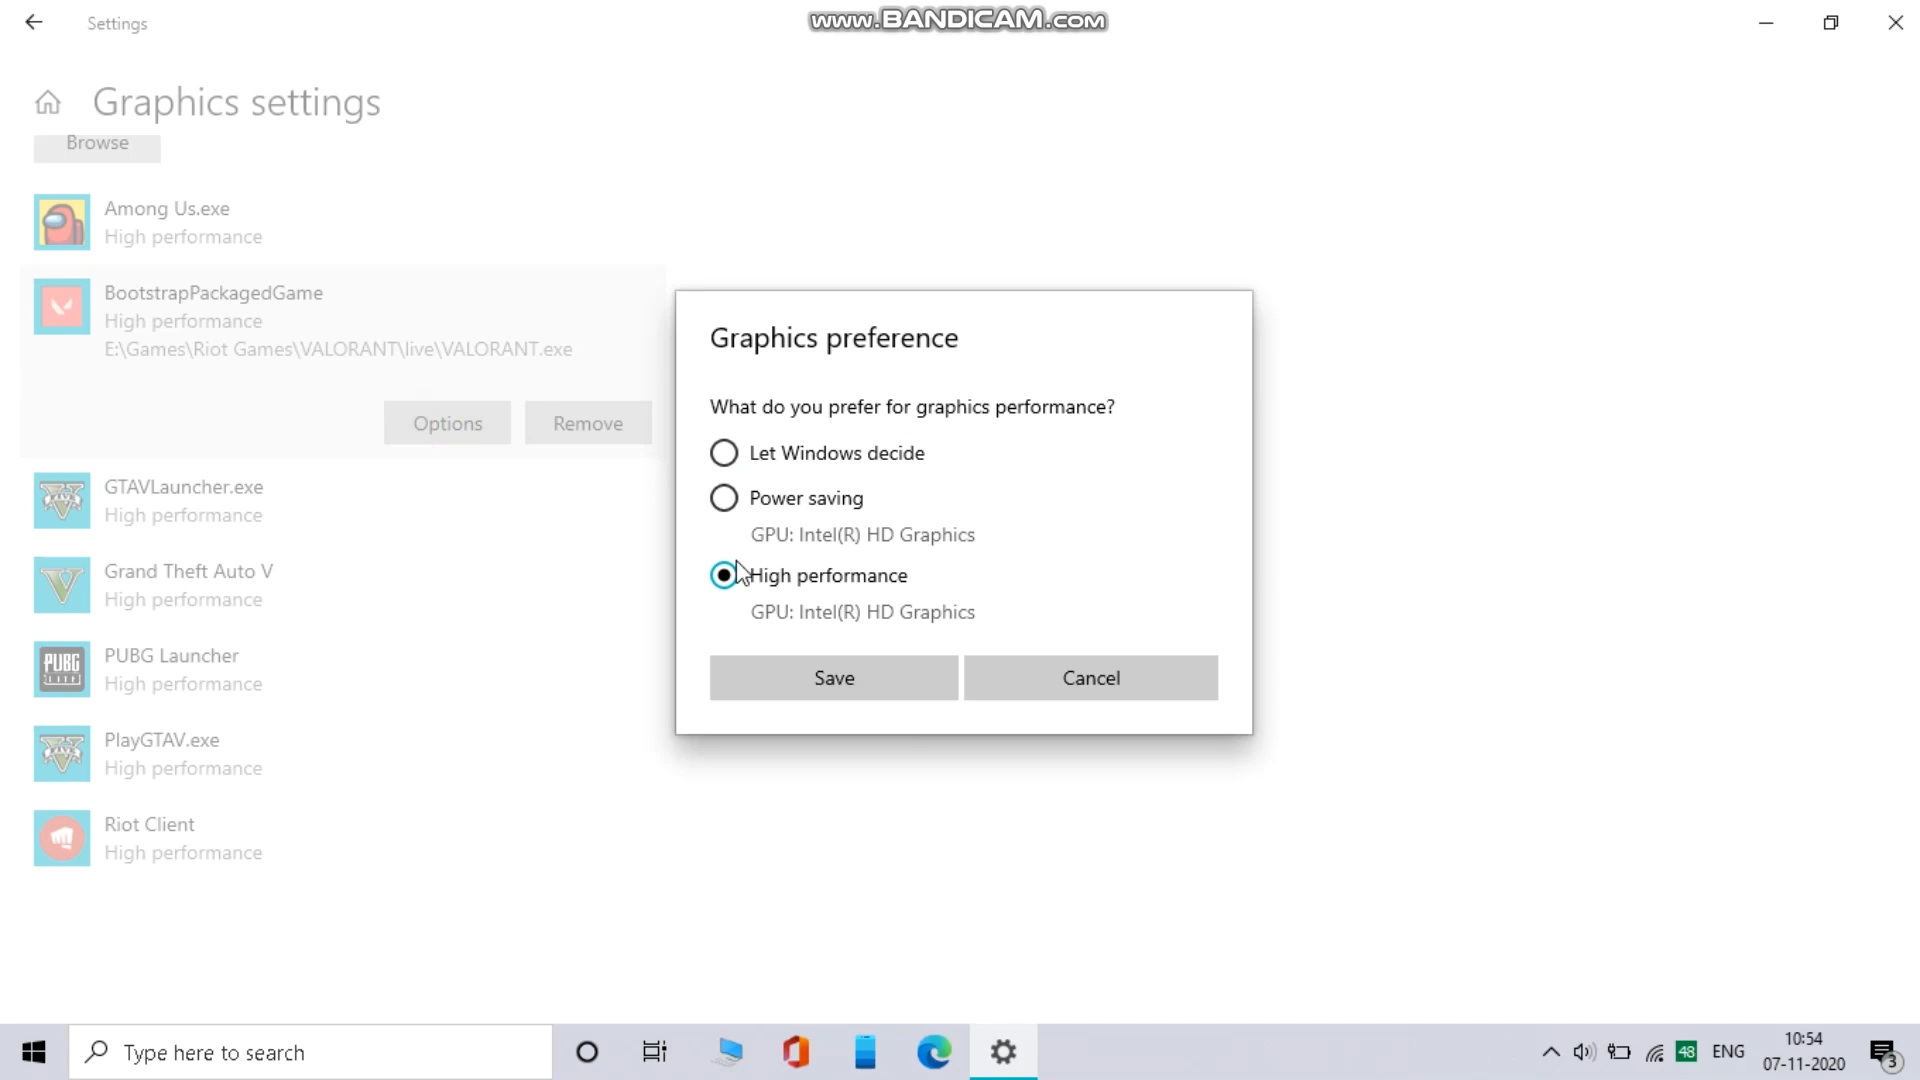 Settings
www.BANDICAM.com
Graphics settings
Browse
Among Us.exe
High performance
BootstrapPackagedGame
High performance
E:\Games\Riot Games\VALORANT\live\VALORANT.exe
Options
Remove
GTAVLauncher.exe
High performance
Grand Theft Auto V
High performance
PUBG
LITE
PUBG Launcher
High performance
PlayGTAV.exe
High performance
Riot Client
High performance
Graphics preference
What do you prefer for graphics performance?
Let Windows decide
Power saving
GPU: Intel(R) HD Graphics
High performance
GPU: Intel(R) HD Graphics
Save
Cancel
Type here to search
48
ENG
10:54
07-11-2020
3